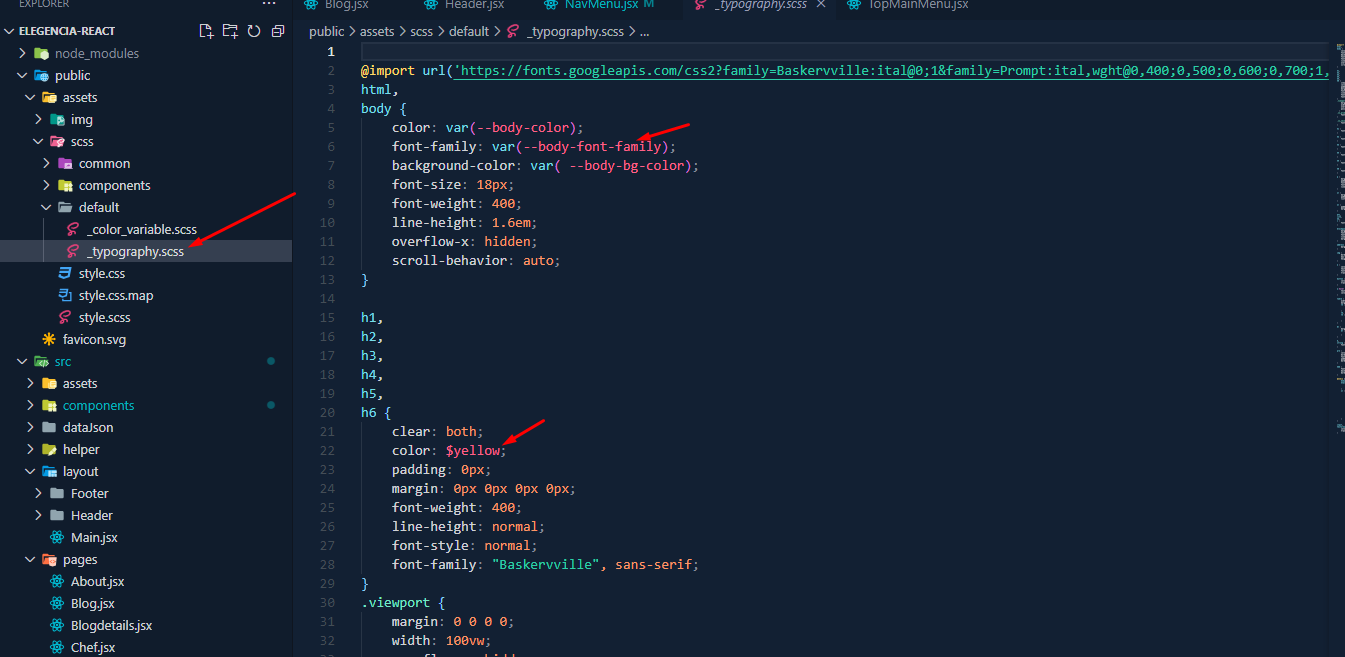 EXPLORER
···
Blog.jsx
Header.jsx
NavMenu.jsx M
_typography.scss
TopMainMenu.jsx
ELEGENCIA-REACT
public > assets > scss > default > _typography.scss > ...
node_modules
public
assets
img
scss
common
components
default
_color_variable.scss
_typography.scss
style.css
style.css.map
style.scss
favicon.svg
src
assets
components
dataJson
helper
layout
Footer
Header
Main.jsx
pages
About.jsx
Blog.jsx
Blogdetails.jsx
Chef.jsx
1
2 @import url('https://fonts.googleapis.com/css2?family=Baskervville:ital@0;1&family=Prompt:ital,wght@0,400;0,500;0,600;0,700;1,
3 html,
4 body {
5 color: var(--body-color);
6 font-family: var(--body-font-family);
7 background-color: var( --body-bg-color);
8 font-size: 18px;
9 font-weight: 400;
10 line-height: 1.6em;
11 overflow-x: hidden;
12 scroll-behavior: auto;
13 }
14
15 h1,
16 h2,
17 h3,
18 h4,
19 h5,
20 h6 {
21 clear: both;
22 color: $yellow;
23 padding: 0px;
24 margin: 0px 0px 0px 0px;
25 font-weight: 400;
26 line-height: normal;
27 font-style: normal;
28 font-family: "Baskervville", sans-serif;
29 }
30 .viewport {
31 margin: 0 0 0 0;
32 width: 100vw;